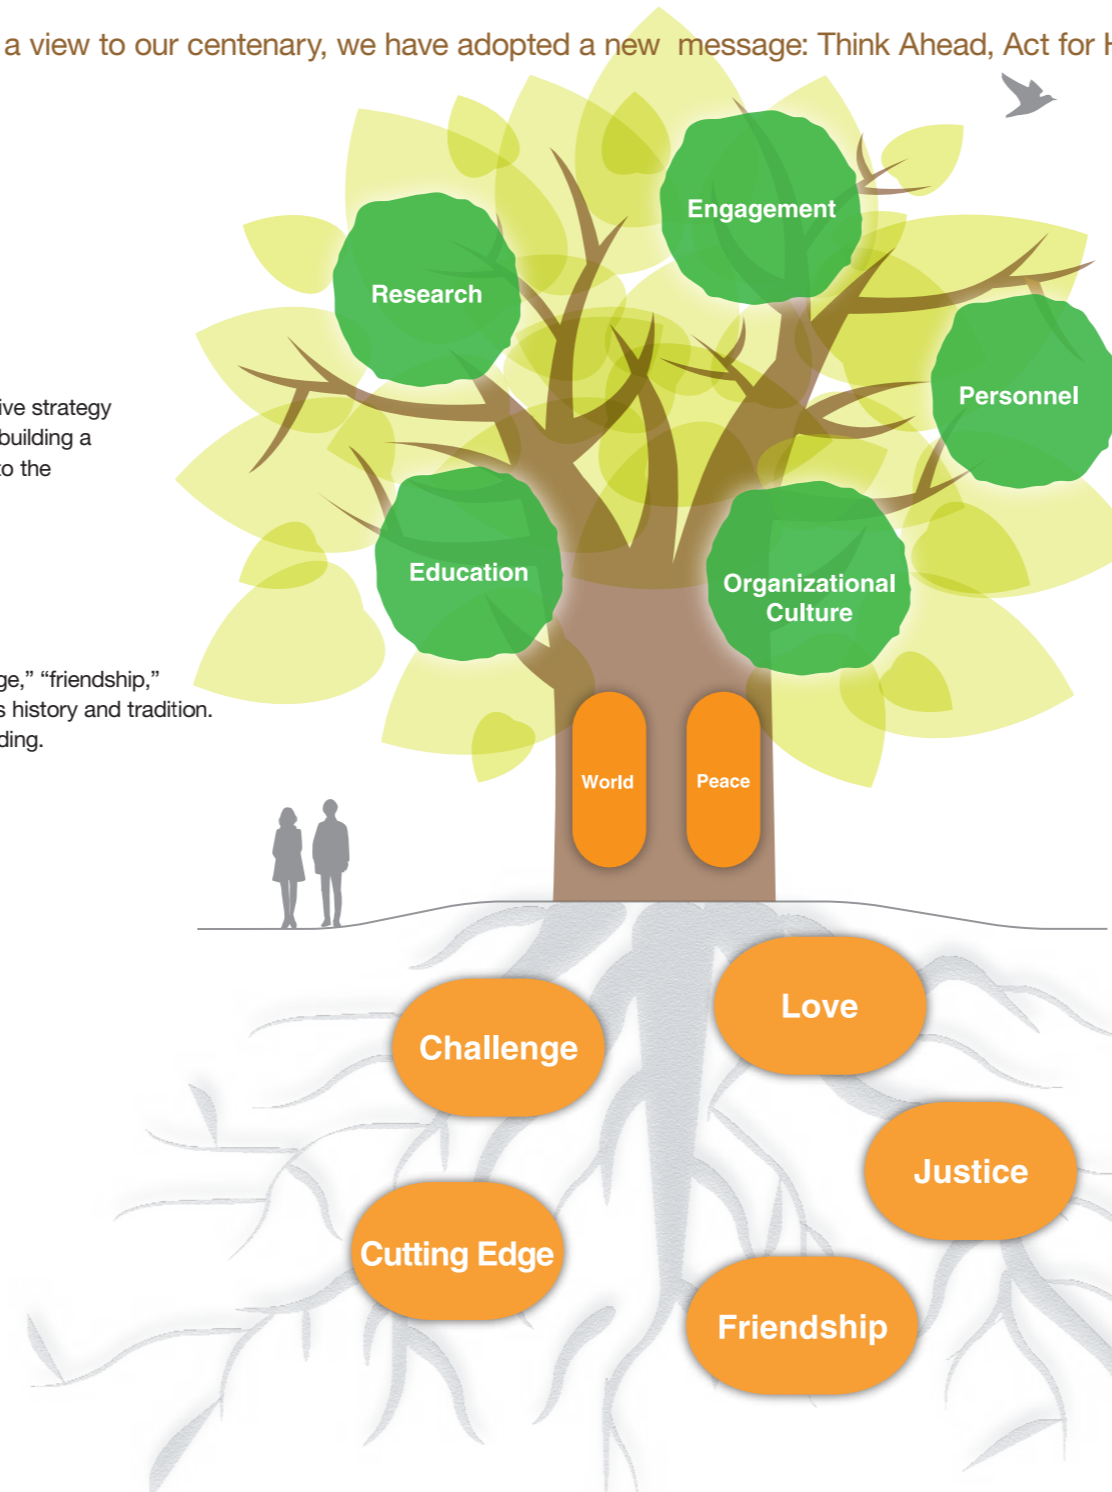 a view to our centenary, we have adopted a new message: Think Ahead, Act for
Engagement
Research
Personnel
ive strategy
building a
to the
Education
Organizational
Culture
ge,” “friendship,”
s history and tradition.
ding.
World
Peace
Love
Challenge
Justice
Cutting Edge
Friendship